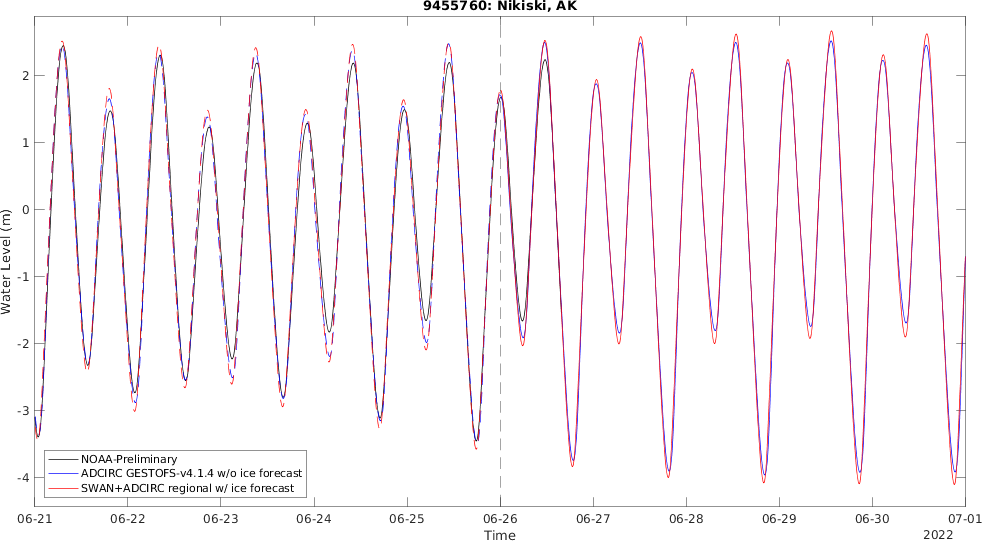 9455760: Nikiski, AK
Water Level (m)
2
1
0
-1
-2
-3
-4
NOAA-Preliminary
ADCIRC GESTOFS-v4.1.4 w/o ice forecast
SWAN+ADCIRC regional w/ ice forecast
06-21 06-22 06-23 06-24 06-25 06-26 06-27 06-28 06-29 06-30 07-01
Time
2022